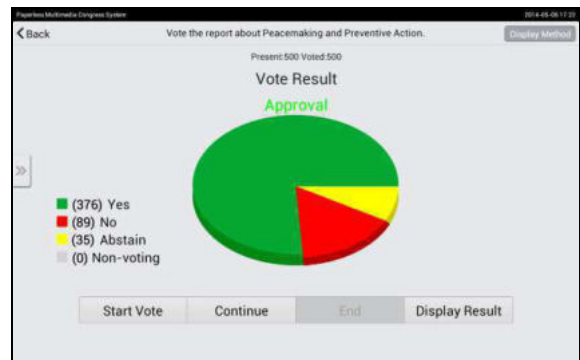 Paperless Multimedia Congress System 2014-05-06 17:22
Back Vote the report about Peacemaking and Preventive Action. Display Method
Present:500 Voted:500
Vote Result
Approval
(376) Yes
(89) No
(35) Abstain
(0) Non-voting
Start Vote Continue End Display Result